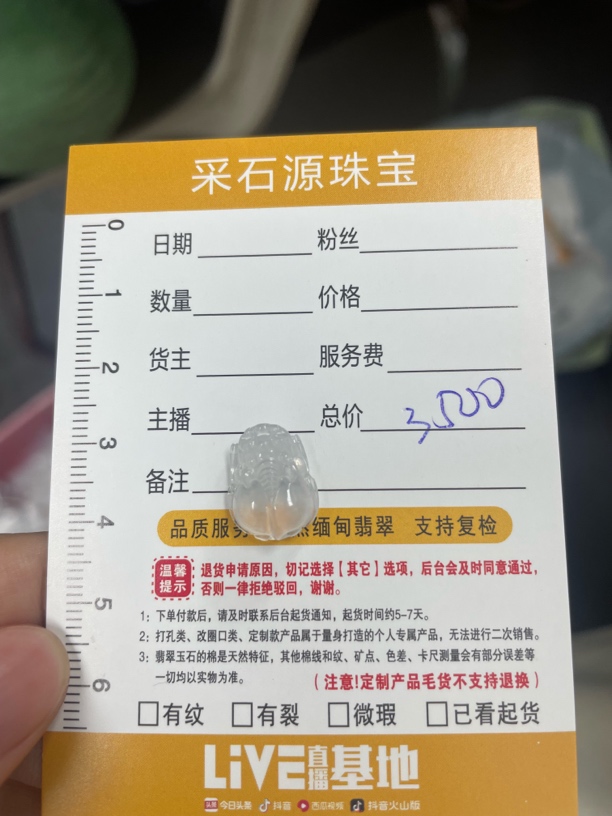 采石源珠宝
日期 粉丝
数量 价格
货主 服务费
主播 总价 3500
备注
品质服务 缅甸翡翠 支持复检
温馨提示
退货申请原因，切记选择【其它】选项，后台会及时同意通过，
否则一律拒绝驳回，谢谢。
1：下单付款后，请及时联系后台起货通知，起货时间约5-7天。
2：打孔类、改圈口类、定制款产品属于量身打造的个人专属产品，无法进行二次销售。
3：翡翠玉石的棉是天然特征，其他棉线和纹、矿点、色差、卡尺测量会有部分误差等
一切均以实物为准。
（注意！定制产品毛货不支持退换）
有纹 有裂 微瑕 已看起货
LIVE直播基地
头条 今日头条 抖音 西瓜视频 抖音火山版
0
1
2
3
4
5
6